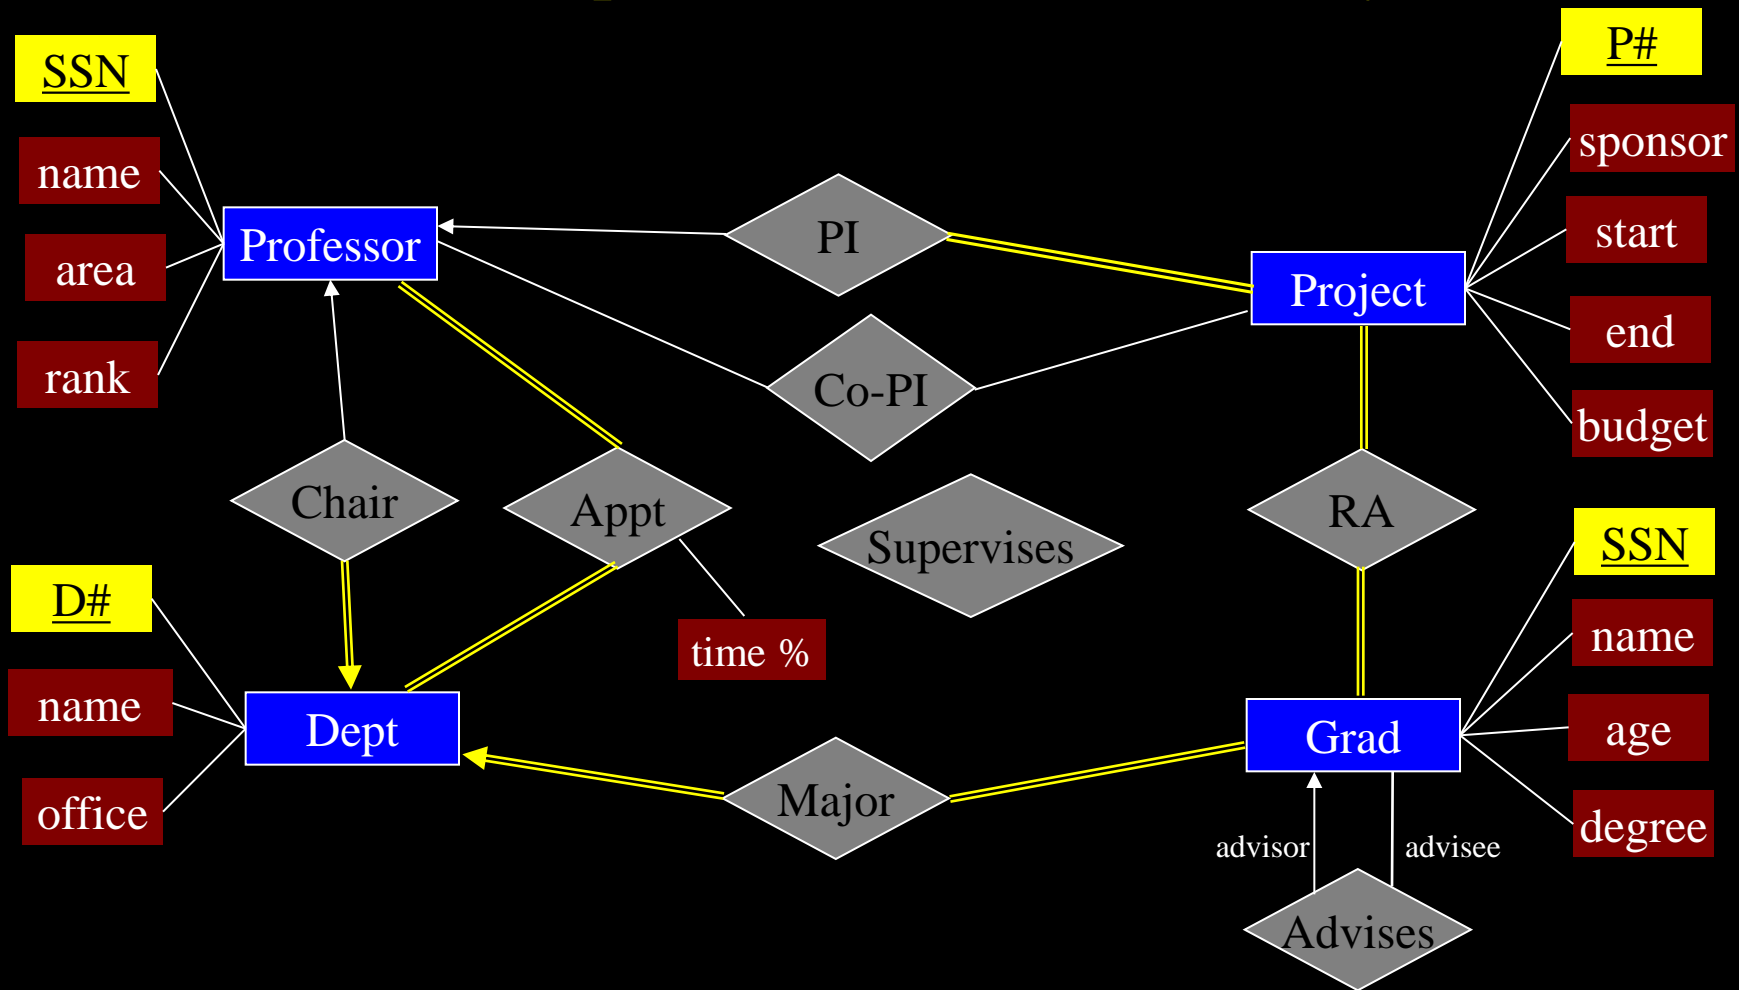 SSN
name
area
rank
Professor
PI
Co-PI
Project
P#
sponsor
start
end
budget
Chair
Appt
time %
Supervises
RA
D#
name
office
Dept
Major
Grad
SSN
name
age
degree
advisor
advisee
Advises